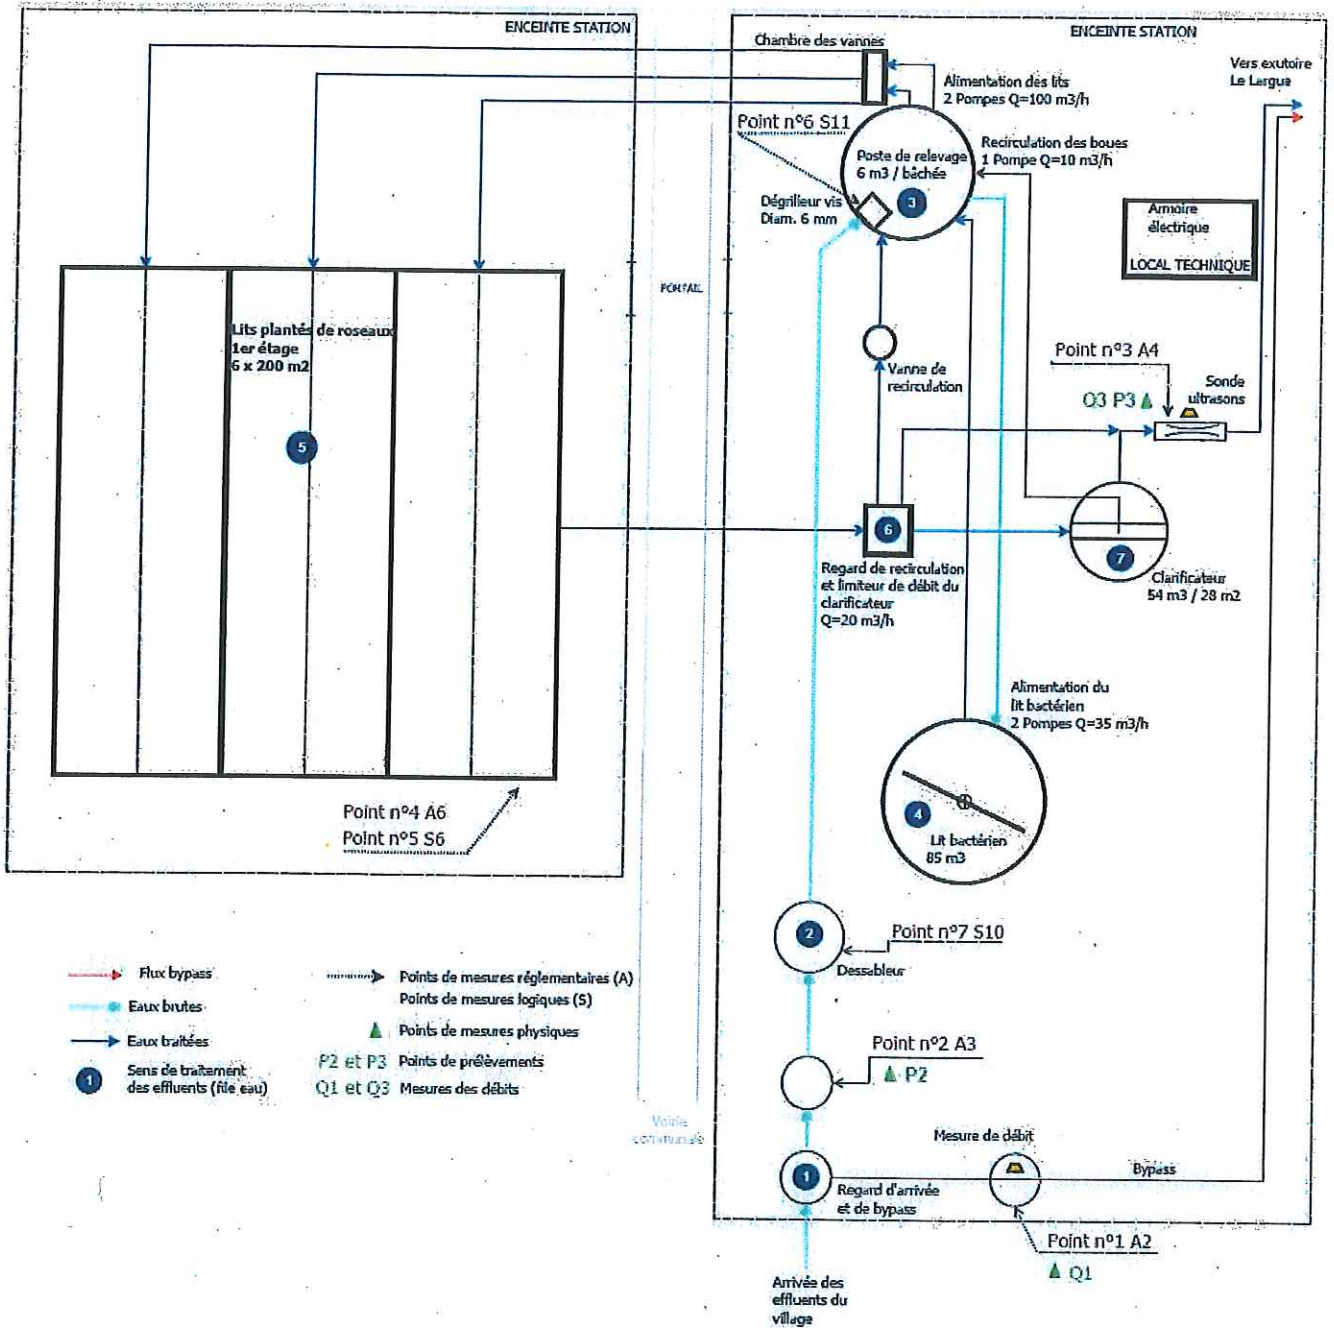 ENCEINTE STATION
ENCEINTE STATION
Chambre des vannes
Vers exutoire
Le Largue
Alimentation des lits
2 Pompes Q=100 m3/h
Point n°6 S11
Recirculation des boues
1 Pompe Q=10 m3/h
Poste de relevage
6 m3 / bâchée
3
Dégrilleur vis
Diam. 6 mm
Armoire
électrique
LOCAL TECHNIQUE
PORTAIL
Lits plantés de roseaux
1er étage
6 x 200 m2
5
Vanne de
recirculation
Point n°3 A4
Sonde
ultrasons
Q3 P3
6
Regard de recirculation
et limiteur de débit du
clarificateur
Q=20 m3/h
7
Clarificateur
54 m3 / 28 m2
Alimentation du
lit bactérien
2 Pompes Q=35 m3/h
4
Lit bactérien
85 m3
Point n°4 A6
Point n°5 S6
2
Point n°7 S10
Dessableur
Flux bypass
Eaux brutes
Eaux traitées
1
Sens de traitement
des effluents (file eau)
Points de mesures réglementaires (A)
Points de mesures logiques (S)
Points de mesures physiques
P2 et P3 Points de prélèvements
Q1 et Q3 Mesures des débits
Voirie
communale
Point n°2 A3
P2
Mesure de débit
1
Regard d'arrivée
et de bypass
Bypass
Point n°1 A2
Q1
Arrivée des
effluents du
village